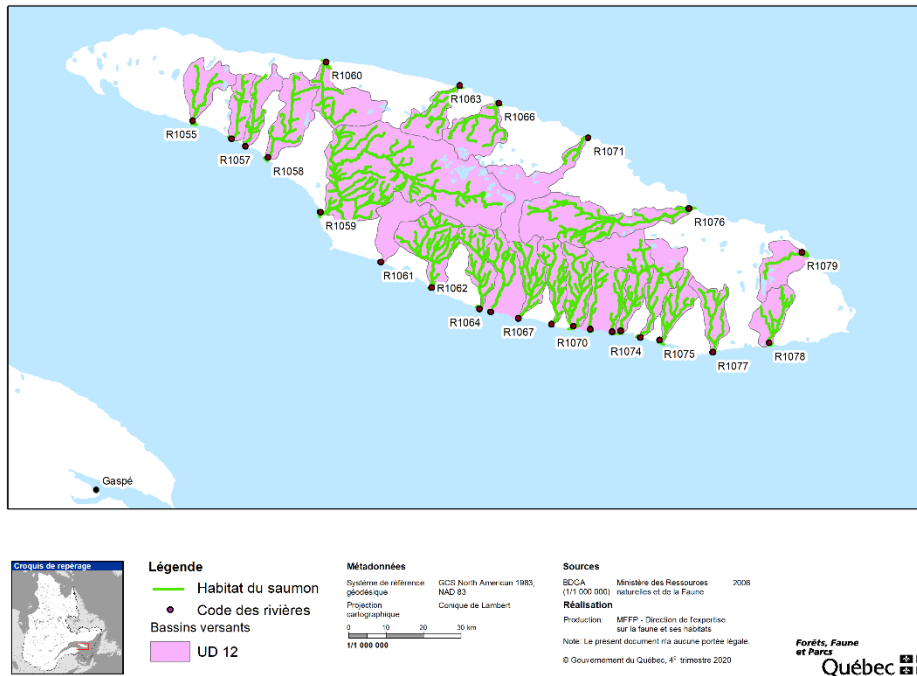 R1060
R1063
R1066
R1055
R1071
R1057
R1058
R1059
R1076
R1061
R1079
R1062
R1064
R1067
R1070
R1074
R1075
R1077
R1078
Gaspé
Croquis de repérage
Légende
Habitat du saumon
Code des rivières
Bassins versants
UD 12
Métadonnées
Système de référence géodésique
GCS North American 1983, NAD 83
Projection cartographique
Conique de Lambert
0 10 20 30 km
1/1 000 000
Sources
BDCA Ministère des Ressources 2008
(1/1 000 000) naturelles et de la Faune
Réalisation
Production: MFFP - Direction de l'expertise
sur la faune et ses habitats
Note: Le présent document n'a aucune portée légale.
© Gouvernement du Québec, 4e trimestre 2020
Forêts, Faune
et Parcs
Québec